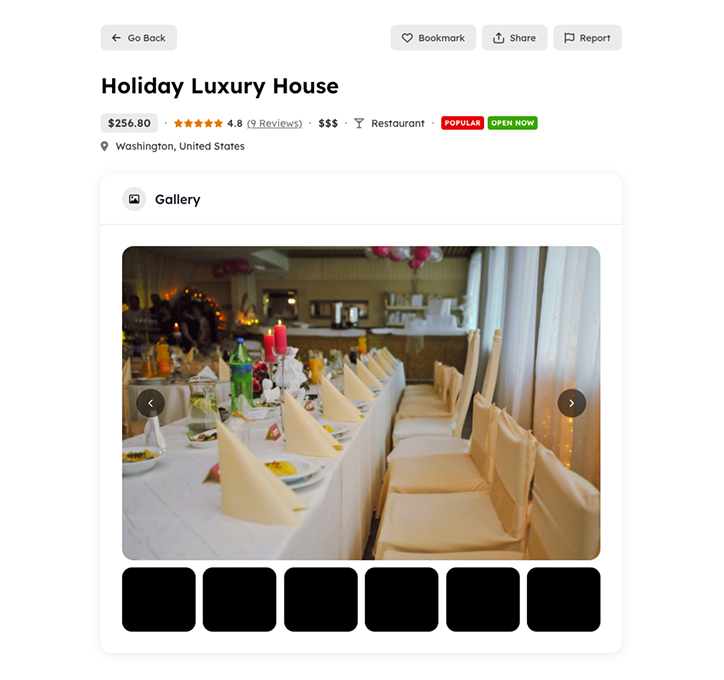 Go Back Bookmark Share Report
Holiday Luxury House
$256.80 · 4.8 (9 Reviews) · $$$ · Restaurant · POPULAR OPEN NOW
Washington, United States
Gallery